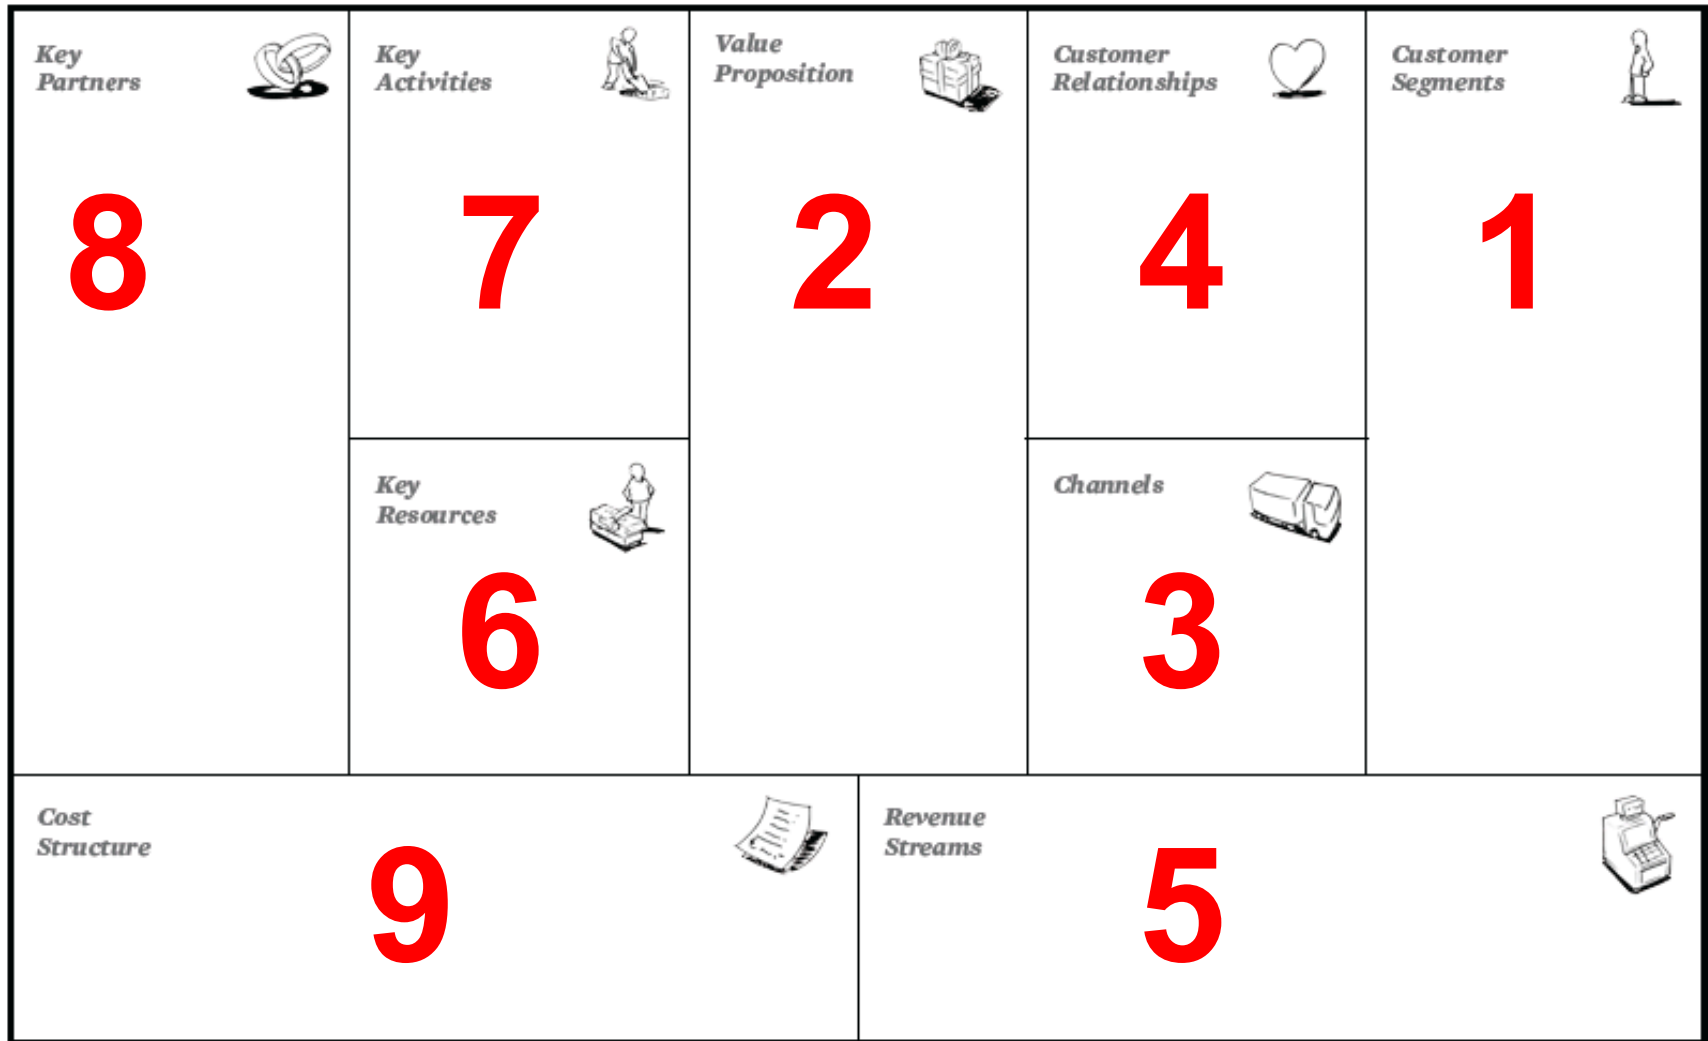 Key
Partners
8
Key
Activities
7
Value
Proposition
2
Customer
Relationships
4
Customer
Segments
1
Key
Resources
6
Channels
3
Cost
Structure
9
Revenue
Streams
5